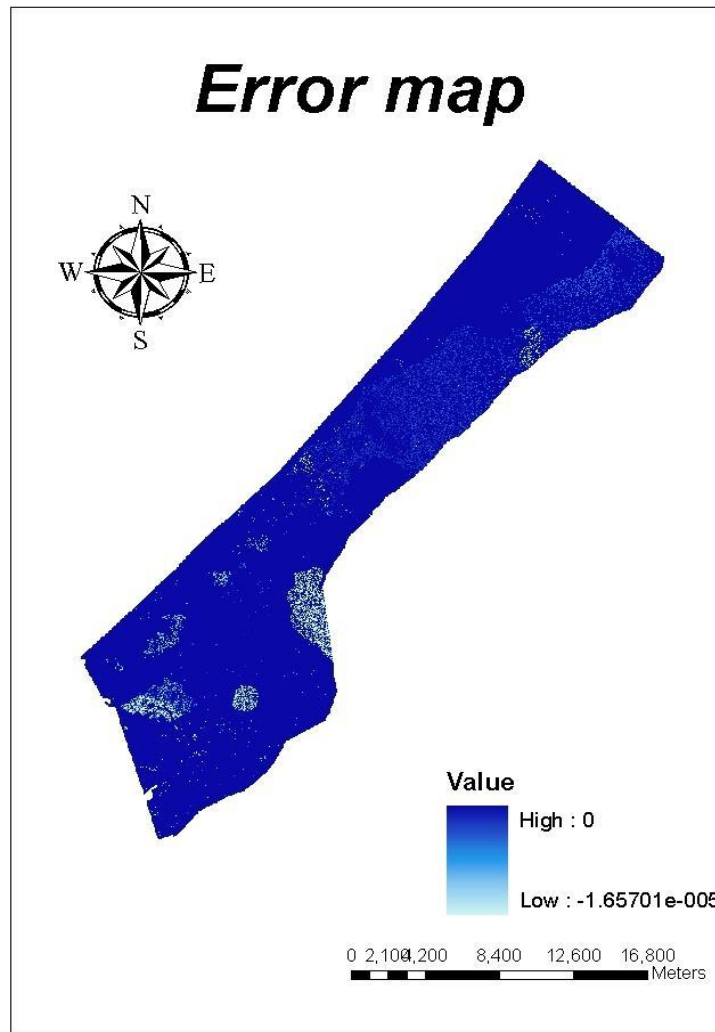 Error map
N
W E
S
Value
High : 0
Low : -1.65701e-005
0 2,100 4,200 8,400 12,600 16,800
Meters